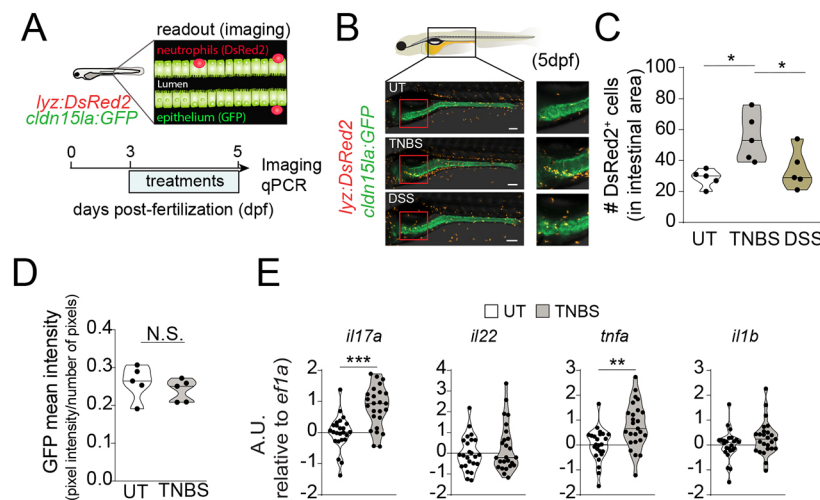 A
readout (imaging)
neutrophils (DsRed2)
Lumen
epithelium (GFP)
lyz:DsRed2
cldn15la:GFP
0
3
5
Imaging
qPCR
treatments
days post-fertilization (dpf)
B
(5dpf)
lyz:DsRed2
cldn15la:GFP
UT
TNBS
DSS
C
# DsRed2+ cells
(in intestinal area)
100
80
60
40
20
0
*
*
UT
TNBS
DSS
D
GFP mean intensity
(pixel intensity/number of pixels)
0.4
0.3
0.2
0.1
0.0
N.S.
UT
TNBS
E
UT
TNBS
A.U.
relative to ef1a)
il17a
***
2
1
0
-1
-2
il22
4
3
2
1
0
-1
-2
tnfa
**
3
2
1
0
-1
-2
il1b
4
3
2
1
0
-1
-2